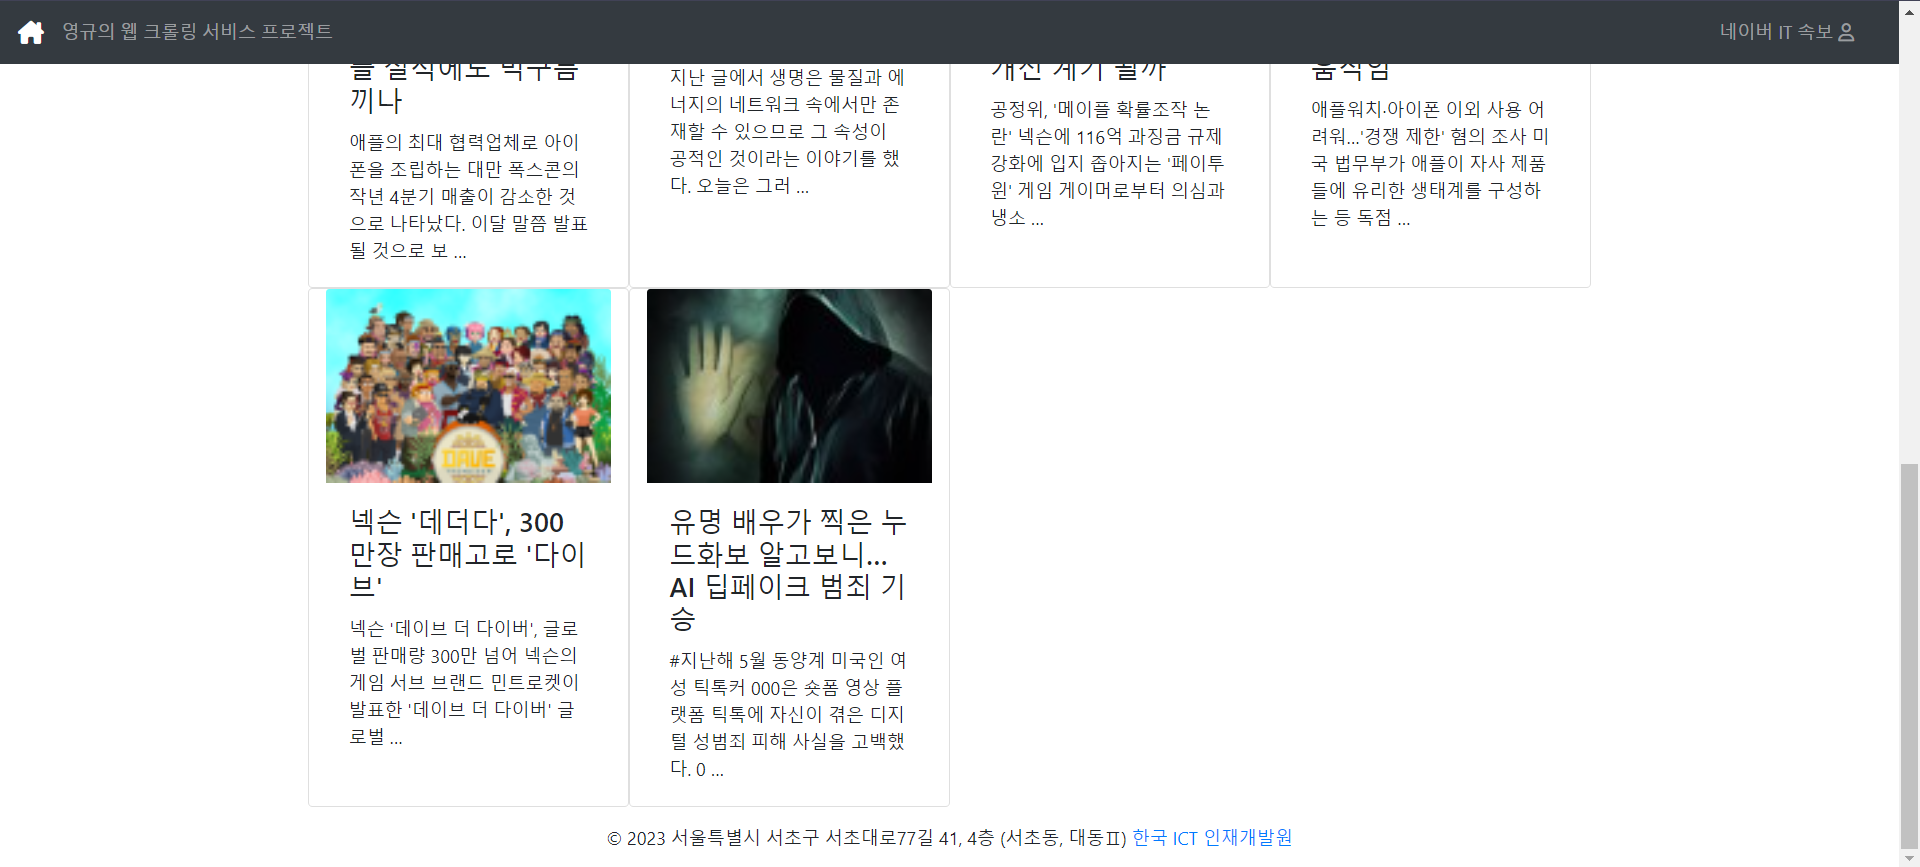 영규의 웹 크롤링 서비스 프로젝트
네이버 IT 속보
들 실적에도 먹구름
끼나
애플의 최대 협력업체로 아이
폰을 조립하는 대만 폭스콘의
작년 4분기 매출이 감소한 것
으로 나타났다. 이달 말쯤 발표
될 것으로 보 ...
지난 글에서 생명은 물질과 에
너지의 네트워크 속에서만 존
재할 수 있으므로 그 속성이
공적인 것이라는 이야기를 했
다. 오늘은 그러 ...
개선 계기 될까
공정위, '메이플 확률조작 논
란' 넥슨에 116억 과징금 규제
강화에 입지 좁아지는 '페이투
윈' 게임 게이머로부터 의심과
냉소 ...
움직임
애플워치·아이폰 이외 사용 어
려워…'경쟁 제한' 혐의 조사 미
국 법무부가 애플이 자사 제품
들에 유리한 생태계를 구성하
는 등 독점 ...
DAVE
넥슨 '데더다', 300
만장 판매고로 '다이
브'
넥슨 '데이브 더 다이버', 글로
벌 판매량 300만 넘어 넥슨의
게임 서브 브랜드 민트로켓이
발표한 '데이브 더 다이버' 글
로벌 ...
유명 배우가 찍은 누
드화보 알고보니…
AI 딥페이크 범죄 기
승
#지난해 5월 동양계 미국인 여
성 틱톡커 000은 숏폼 영상 플
랫폼 틱톡에 자신이 겪은 디지
털 성범죄 피해 사실을 고백했
다. 0 ...
© 2023 서울특별시 서초구 서초대로77길 41, 4층 (서초동, 대동Ⅱ) 한국 ICT 인재개발원